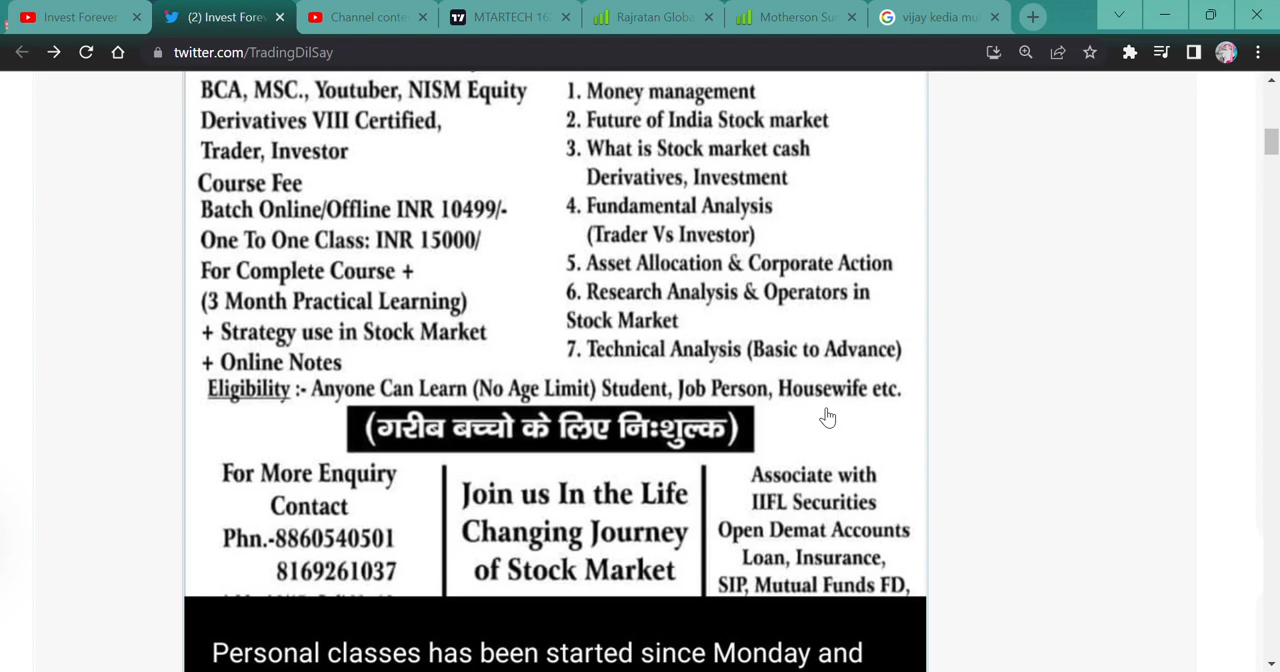 Invest Forever
(2) Invest Fore
Channel conte
MTARTECH 16
Rajratan Globa
Motherson Su
vijay kedia mu
twitter.com/TradingDilSay
BCA, MSC., Youtuber, NISM Equity
Derivatives VIII Certified,
Trader, Investor
Course Fee
Batch Online/Offline INR 10499/-
One To One Class: INR 15000/
For Complete Course +
(3 Month Practical Learning)
+ Strategy use in Stock Market
+ Online Notes
1. Money management
2. Future of India Stock market
3. What is Stock market cash
Derivatives, Investment
4. Fundamental Analysis
(Trader Vs Investor)
5. Asset Allocation & Corporate Action
6. Research Analysis & Operators in
Stock Market
7. Technical Analysis (Basic to Advance)
Eligibility :- Anyone Can Learn (No Age Limit) Student, Job Person, Housewife etc.
(गरीब बच्चो के लिए निःशुल्क)
For More Enquiry
Contact
Phn.-8860540501
8169261037
Join us In the Life
Changing Journey
of Stock Market
Associate with
IIFL Securities
Open Demat Accounts
Loan, Insurance,
SIP, Mutual Funds FD,
Personal classes has been started since Monday and